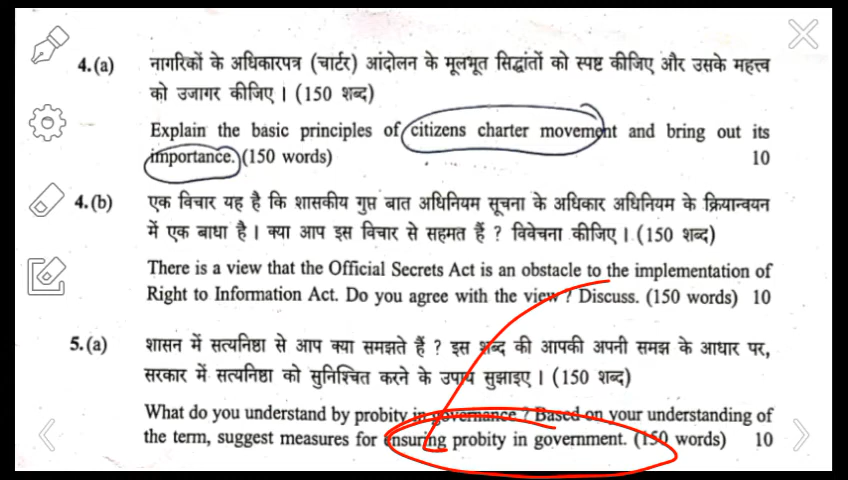 4.(a) नागरिकों के अधिकारपत्र (चार्टर) आंदोलन के मूलभूत सिद्धांतों को स्पष्ट कीजिए और उसके महत्त्व
को उजागर कीजिए। (150 शब्द)
Explain the basic principles of citizens charter movement and bring out its
importance. (150 words) 10
4.(b) एक विचार यह है कि शासकीय गुप्त बात अधिनियम सूचना के अधिकार अधिनियम के क्रियान्वयन
में एक बाधा है। क्या आप इस विचार से सहमत हैं ? विवेचना कीजिए। (150 शब्द)
There is a view that the Official Secrets Act is an obstacle to the implementation of
Right to Information Act. Do you agree with the view ? Discuss. (150 words) 10
5.(a) शासन में सत्यनिष्ठा से आप क्या समझते हैं ? इस शब्द की आपकी अपनी समझ के आधार पर,
सरकार में सत्यनिष्ठा को सुनिश्चित करने के उपाय सुझाइए। (150 शब्द)
What do you understand by probity in governance ? Based on your understanding of
the term, suggest measures for ensuring probity in government. (150 words) 10